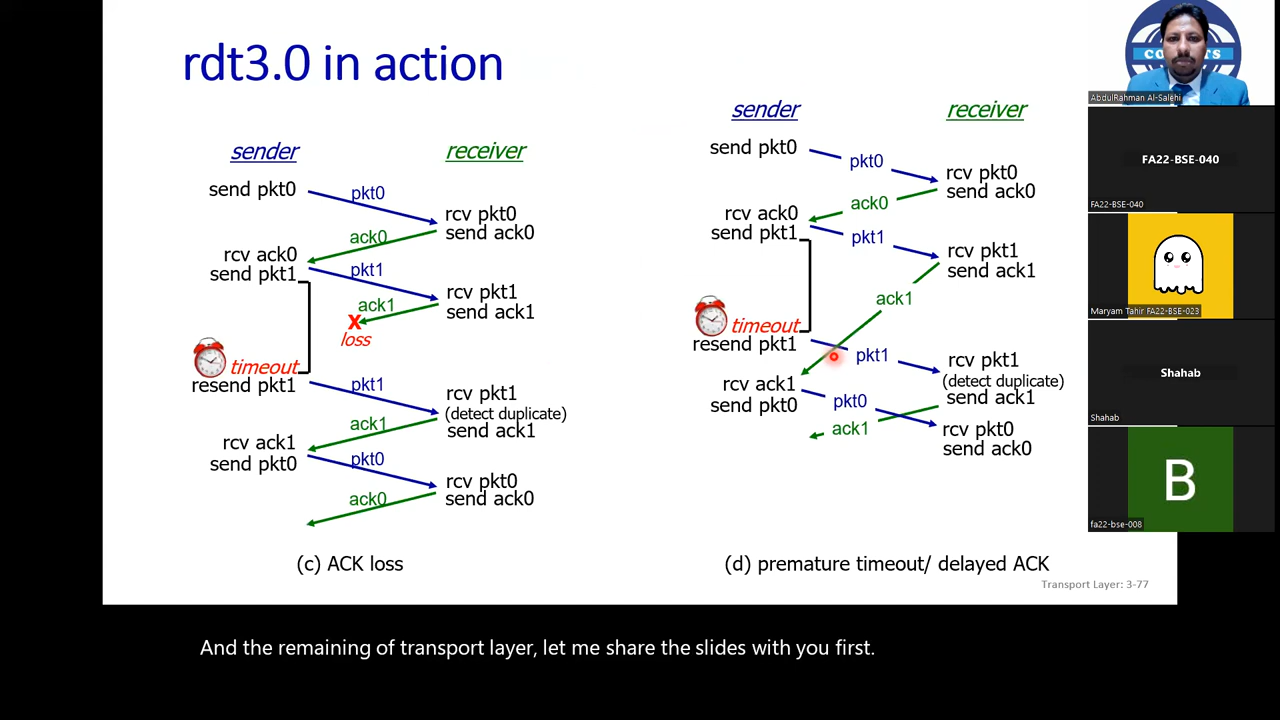 rdt3.0 in action
sender
receiver
send pkt0
pkt0
rcv pkt0
send ack0
ack0
rcv ack0
send pkt1
pkt1
rcv pkt1
send ack1
ack1
X
loss
timeout
resend pkt1
pkt1
rcv pkt1
(detect duplicate)
send ack1
ack1
rcv ack1
send pkt0
pkt0
rcv pkt0
send ack0
ack0
(c) ACK loss
sender
receiver
send pkt0
pkt0
rcv pkt0
send ack0
ack0
rcv ack0
send pkt1
pkt1
rcv pkt1
send ack1
ack1
timeout
resend pkt1
pkt1
rcv pkt1
(detect duplicate)
send ack1
rcv ack1
send pkt0
pkt0
ack1
rcv pkt0
send ack0
(d) premature timeout/ delayed ACK
Transport Layer: 3-77
AbdulRahman Al-Salehi
FA22-BSE-040
FA22-BSE-040
Maryam Tahir FA22-BSE-023
Shahab
Shahab
B
fa22-bse-008
And the remaining of transport layer, let me share the slides with you first.